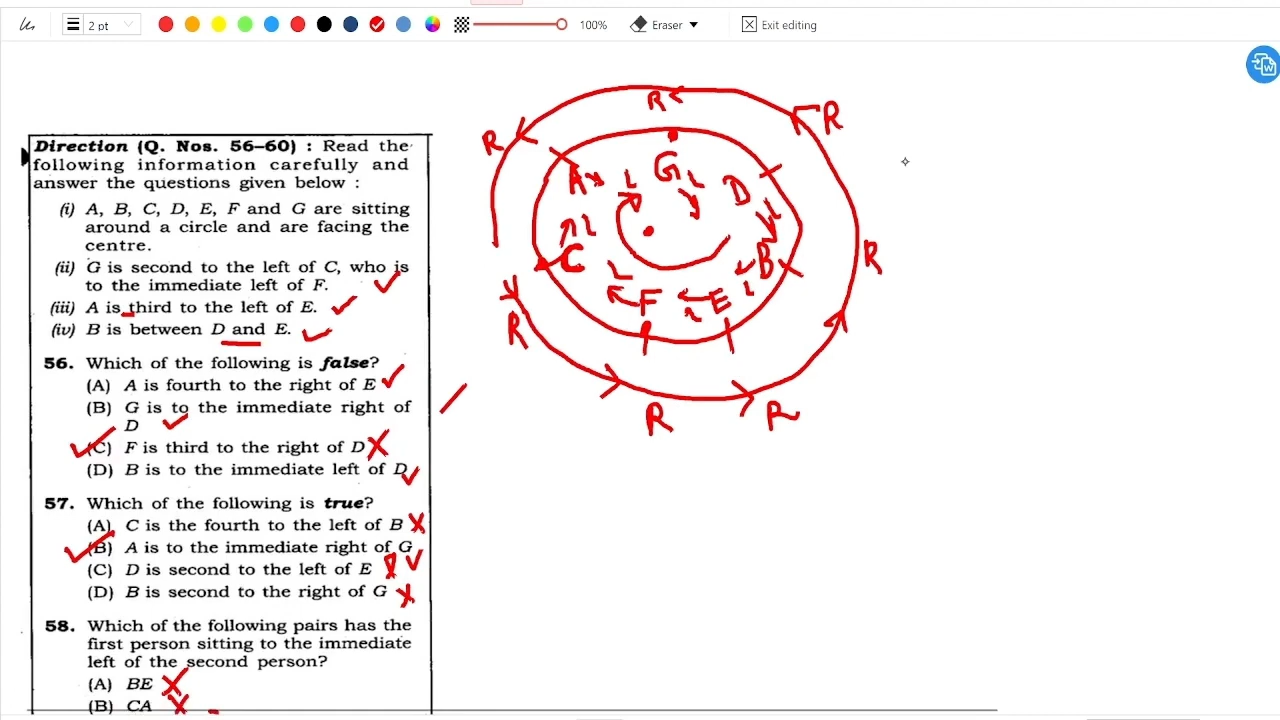 2 pt
100%
Eraser
Exit editing
Direction (Q. Nos. 56–60) : Read the
following information carefully and
answer the questions given below :
(i) A, B, C, D, E, F and G are sitting
around a circle and are facing the
centre.
(ii) G is second to the left of C, who is
to the immediate left of F.
(iii) A is third to the left of E.
(iv) B is between D and E.
56. Which of the following is false?
(A) A is fourth to the right of E
(B) G is to the immediate right of
D
(C) F is third to the right of D
(D) B is to the immediate left of D
57. Which of the following is true?
(A) C is the fourth to the left of B
(B) A is to the immediate right of G
(C) D is second to the left of E
(D) B is second to the right of G
58. Which of the following pairs has the
first person sitting to the immediate
left of the second person?
(A) BE
(B) CA
R
R
R
A
L
G
L
D
L
C
L
B
R
L
F
L
E
L
R
R
R